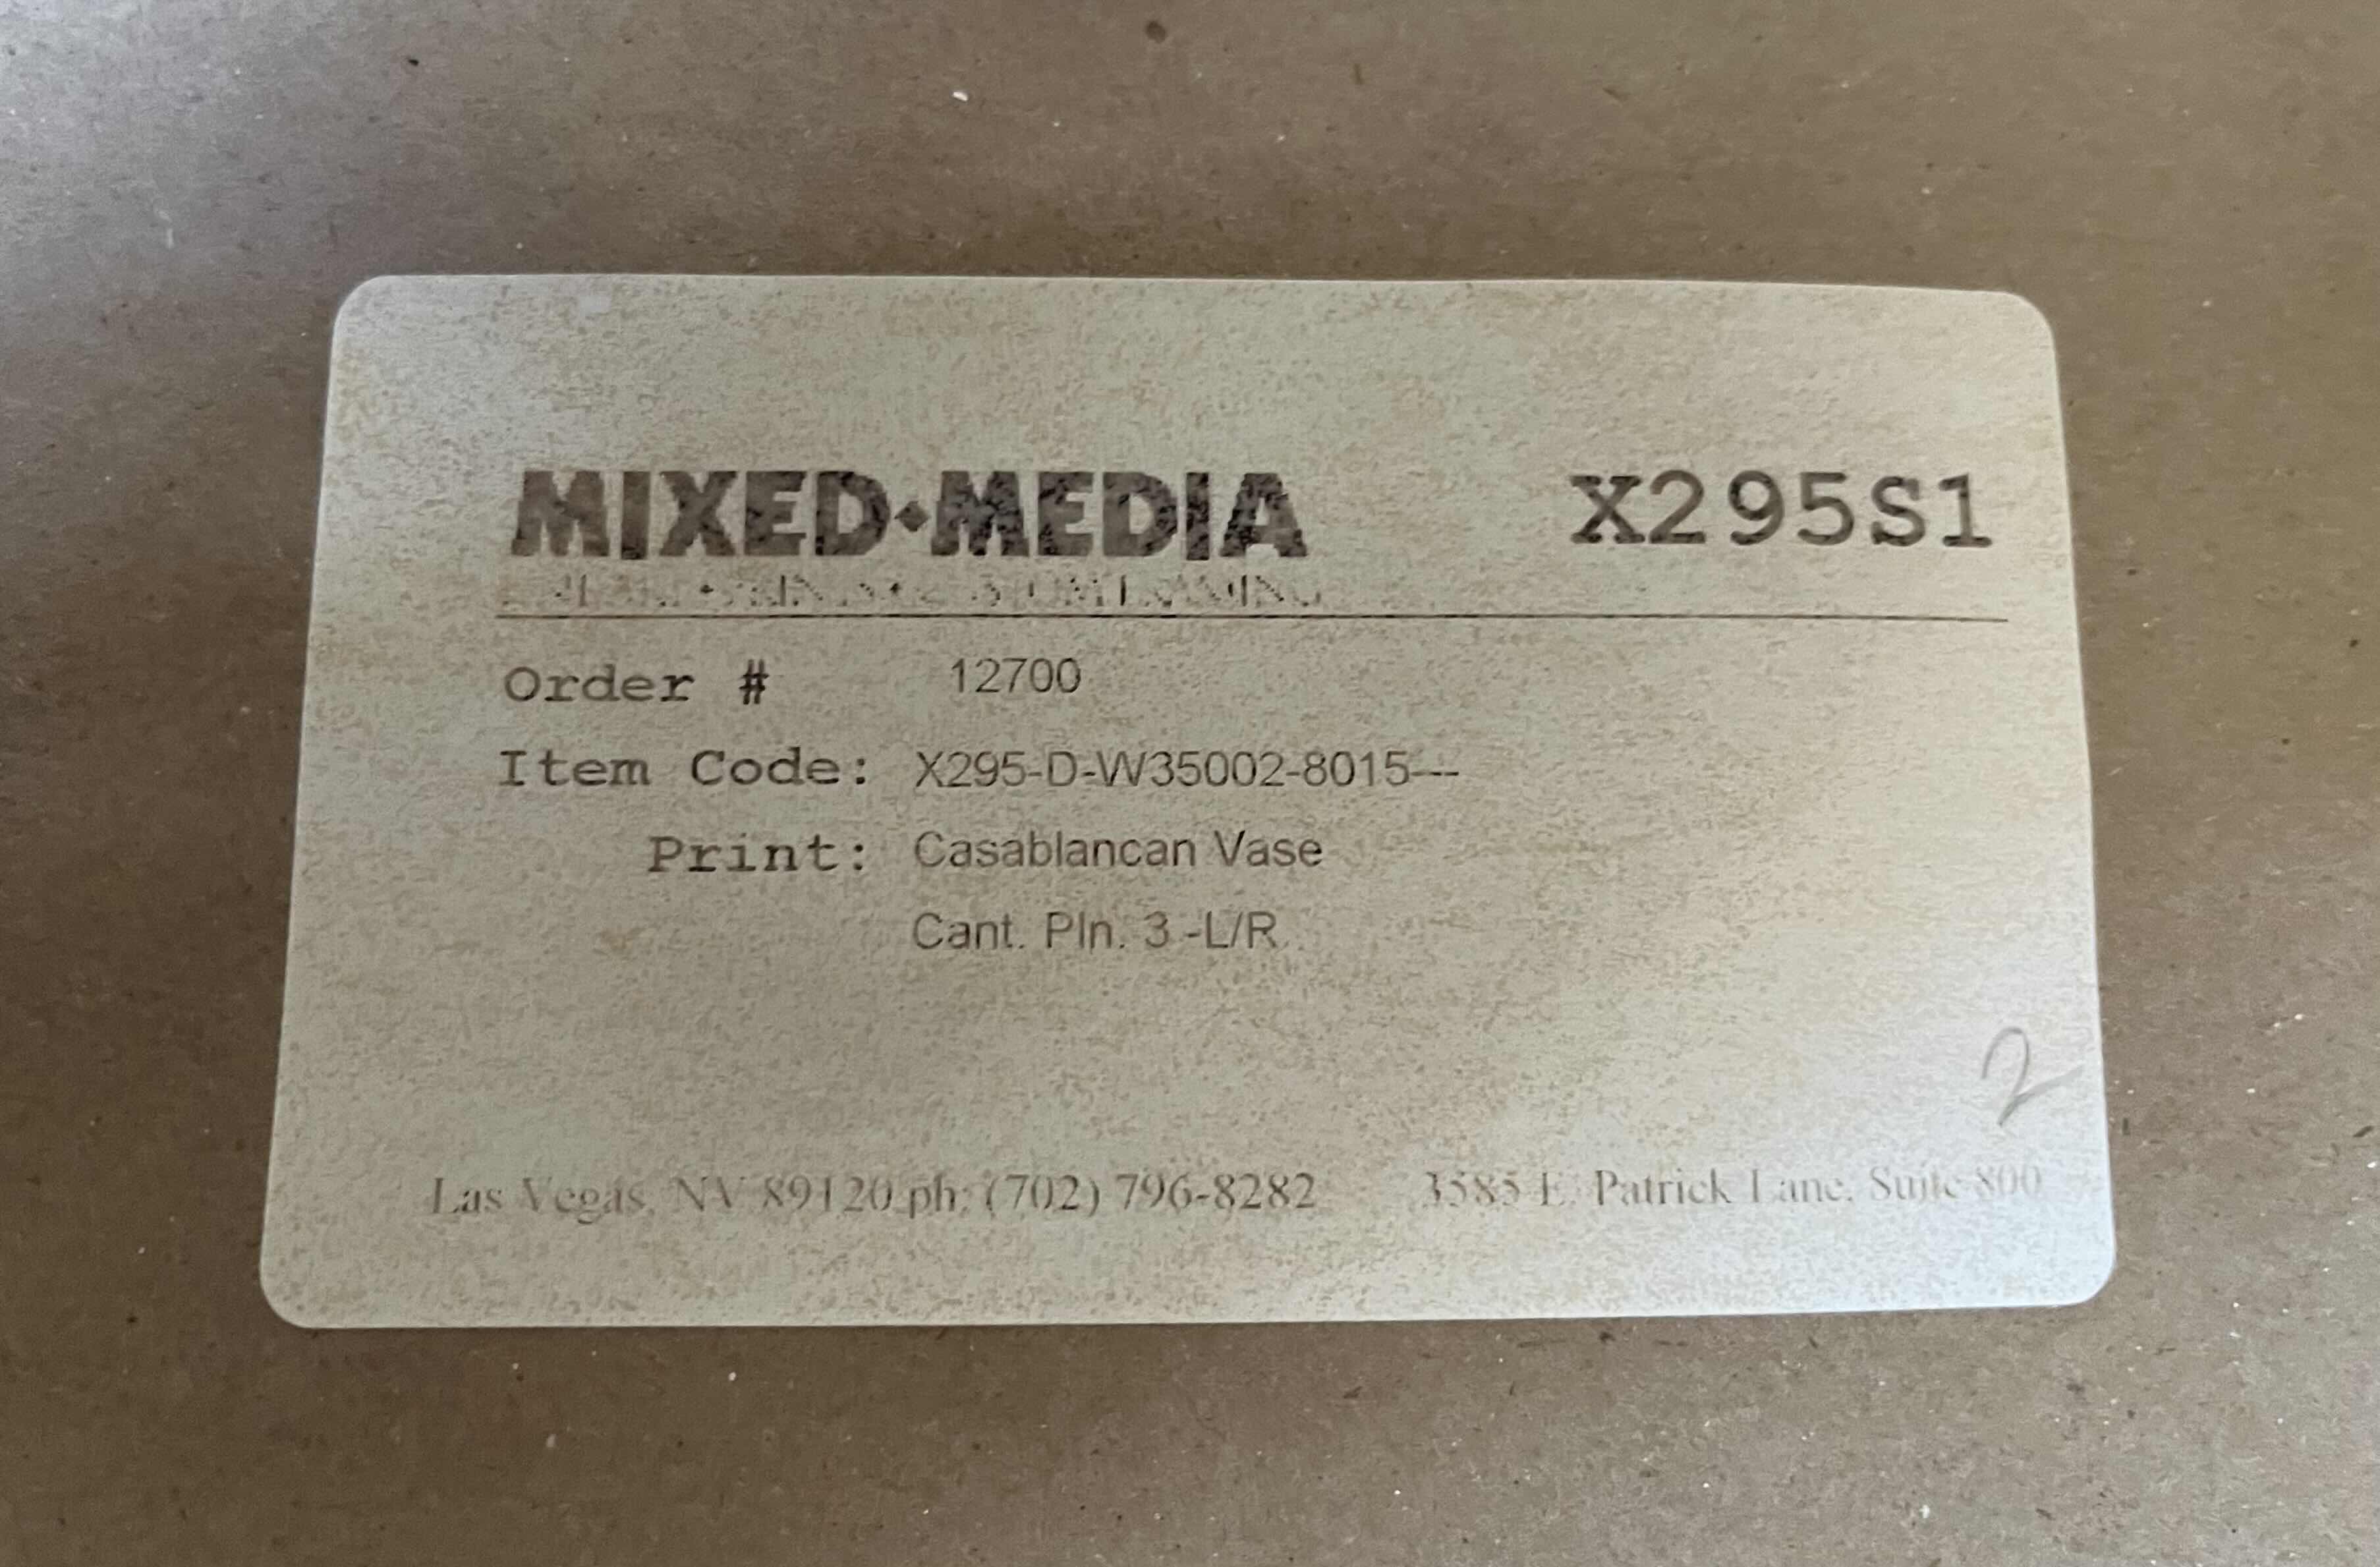 MIXED◆MEDIA X295S1
Order # 12700
Item Code: X295-D-W35002-8015---
Print: Casablancan Vase
Cant. Pln. 3 -L/R
2
Las Vegas, NV 89120 ph: (702) 796-8282 3585 E. Patrick Lane, Suite 800